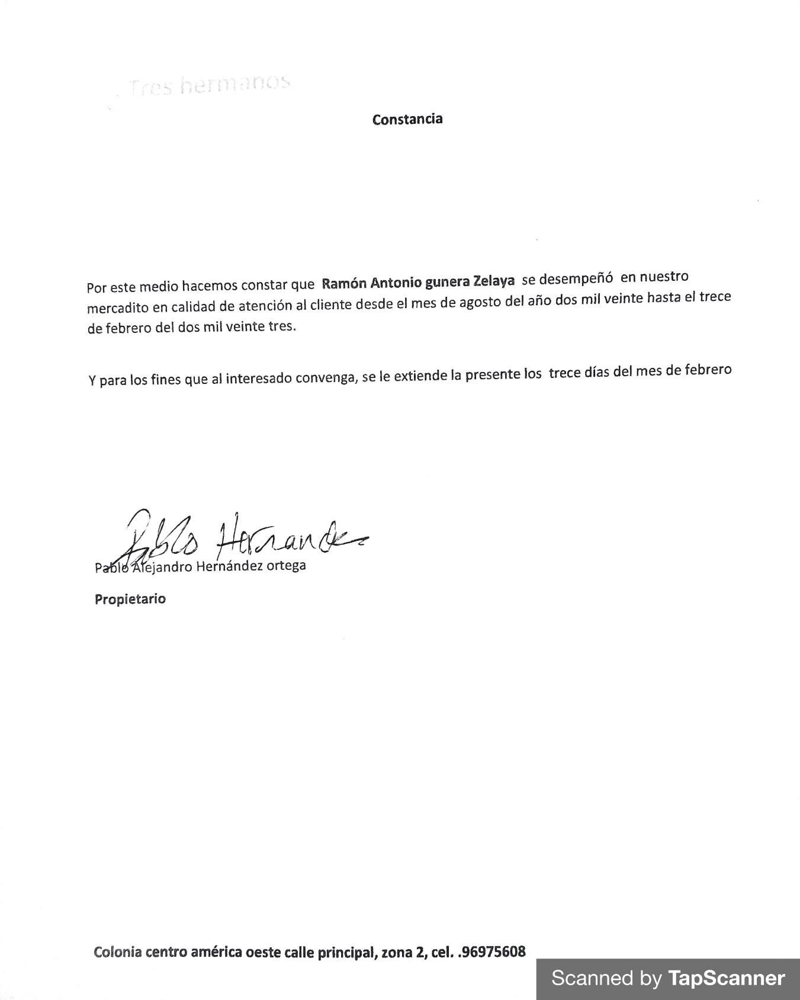 Tres hermanos
Constancia
Por este medio hacemos constar que Ramón Antonio gunera Zelaya se desempeñó en nuestro
mercadito en calidad de atención al cliente desde el mes de agosto del año dos mil veinte hasta el trece
de febrero del dos mil veinte tres.
Y para los fines que al interesado convenga, se le extiende la presente los trece días del mes de febrero
Pablo Hernandez
Pablo Alejandro Hernández ortega
Propietario
Colonia centro américa oeste calle principal, zona 2, cel. .96975608
Scanned by TapScanner